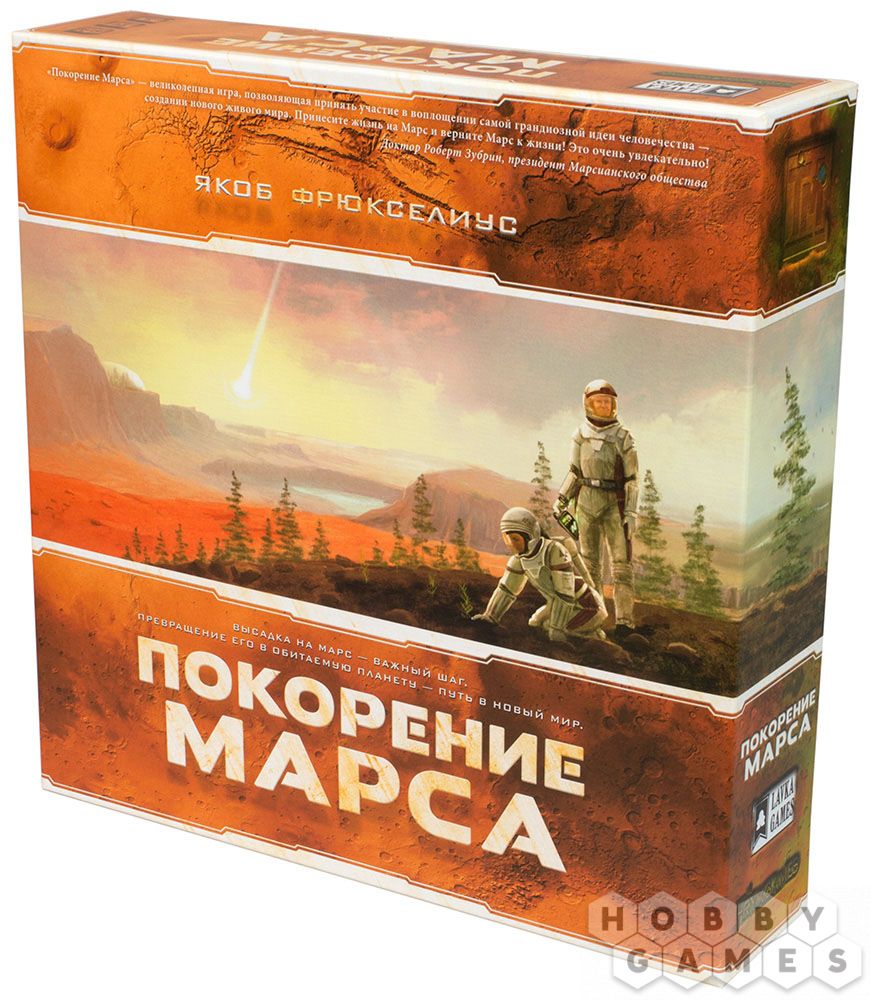 ПОКОРЕНИЕ
МАРСА
«Покорение Марса» — великолепная игра, позволяющая принять участие в воплощении самой грандиозной идеи человечества —
создании нового живого мира. Принесите жизнь на Марс и верните Марс к жизни! Это очень увлекательно!
Доктор Роберт Зубрин, президент Марсианского общества
ЯКОБ ФРЮКСЕЛИУС
ВЫСАДКА НА МАРС — ВАЖНЫЙ ШАГ.
ПРЕВРАЩЕНИЕ ЕГО В ОБИТАЕМУЮ ПЛАНЕТУ — ПУТЬ В НОВЫЙ МИР.
ПОКОРЕНИЕ
МАРСА
ПОКОРЕНИЕ
МАРСА
LAVKA
GAMES
HOBBY
GAMES